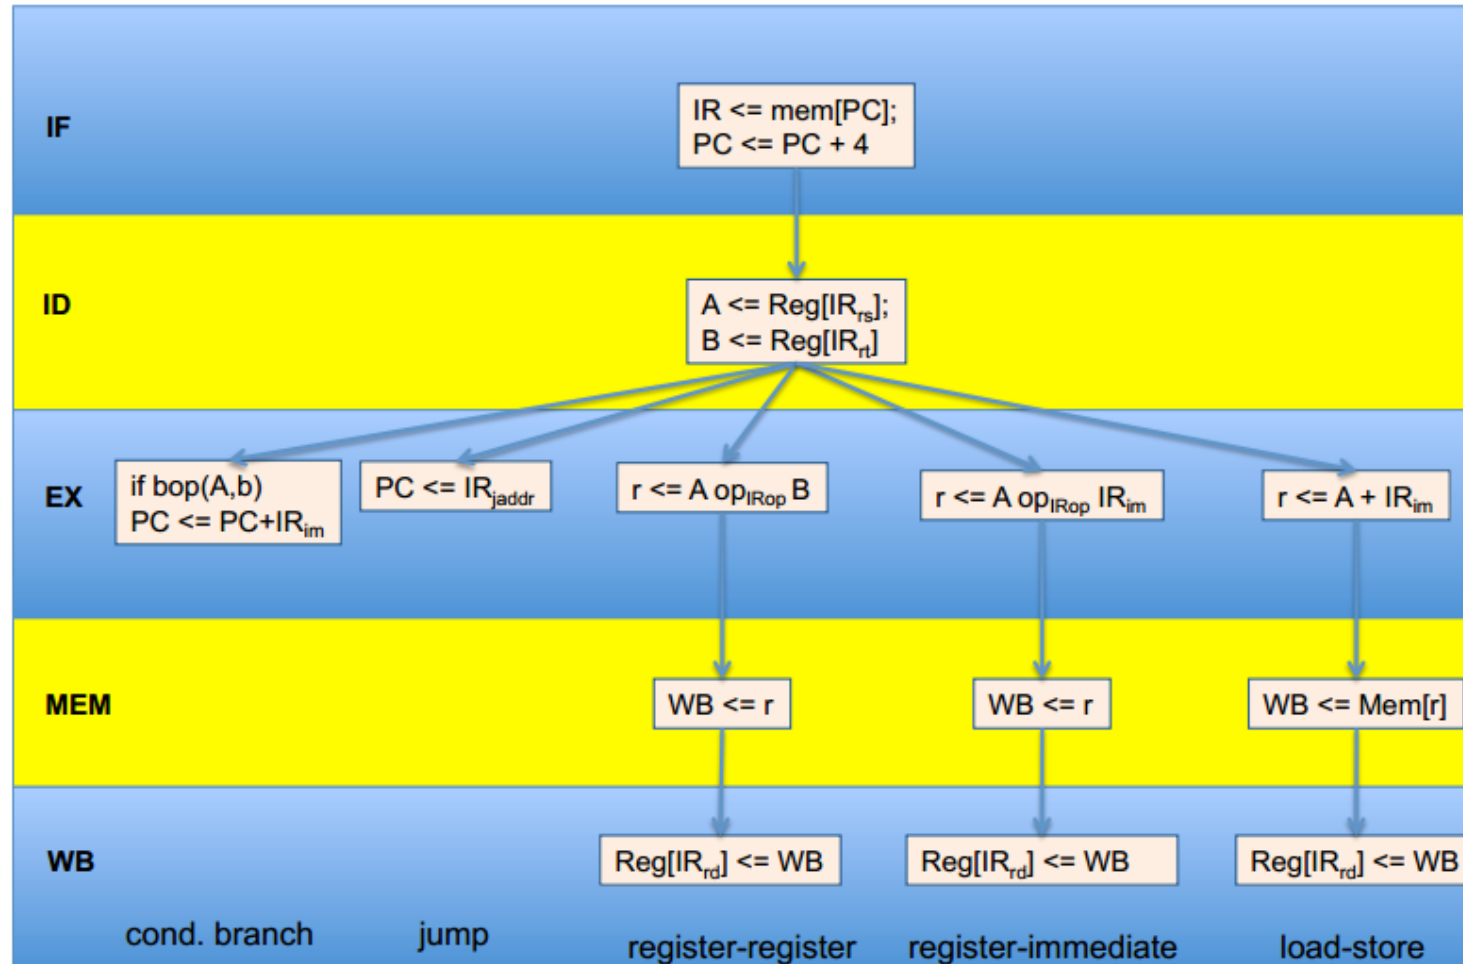 IF
IR <= mem[PC];
PC <= PC + 4
ID
A <= Reg[IRrs];
B <= Reg[IRrt]
EX
if bop(A,b)
PC <= PC+IRim
PC <= IRjaddr
r <= A opIRop B
r <= A opIRop IRim
r <= A + IRim
MEM
WB <= r
WB <= r
WB <= Mem[r]
WB
Reg[IRrd] <= WB
Reg[IRrd] <= WB
Reg[IRrd] <= WB
cond. branch
jump
register-register
register-immediate
load-store